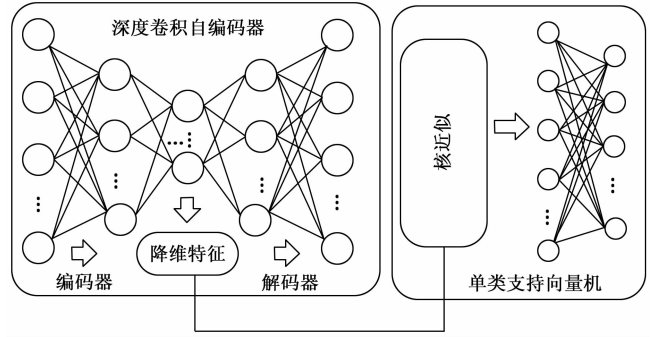 深度卷积自编码器
核近似
降维特征
编码器
解码器
单类支持向量机